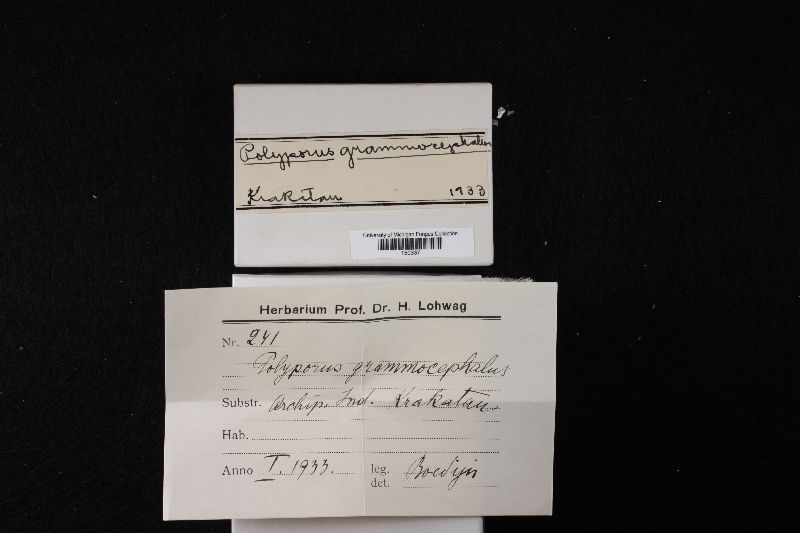 Polyporus grammocephalus
Krakatau 1933
University of Michigan Fungus Collection
Herbarium Prof. Dr. H. Lohwag
Nr. 241
Polyporus grammocephalus
Substr. Archip. Ind. Krakatau
Hab.
Anno I. 1933. leg. Boedijn
det.